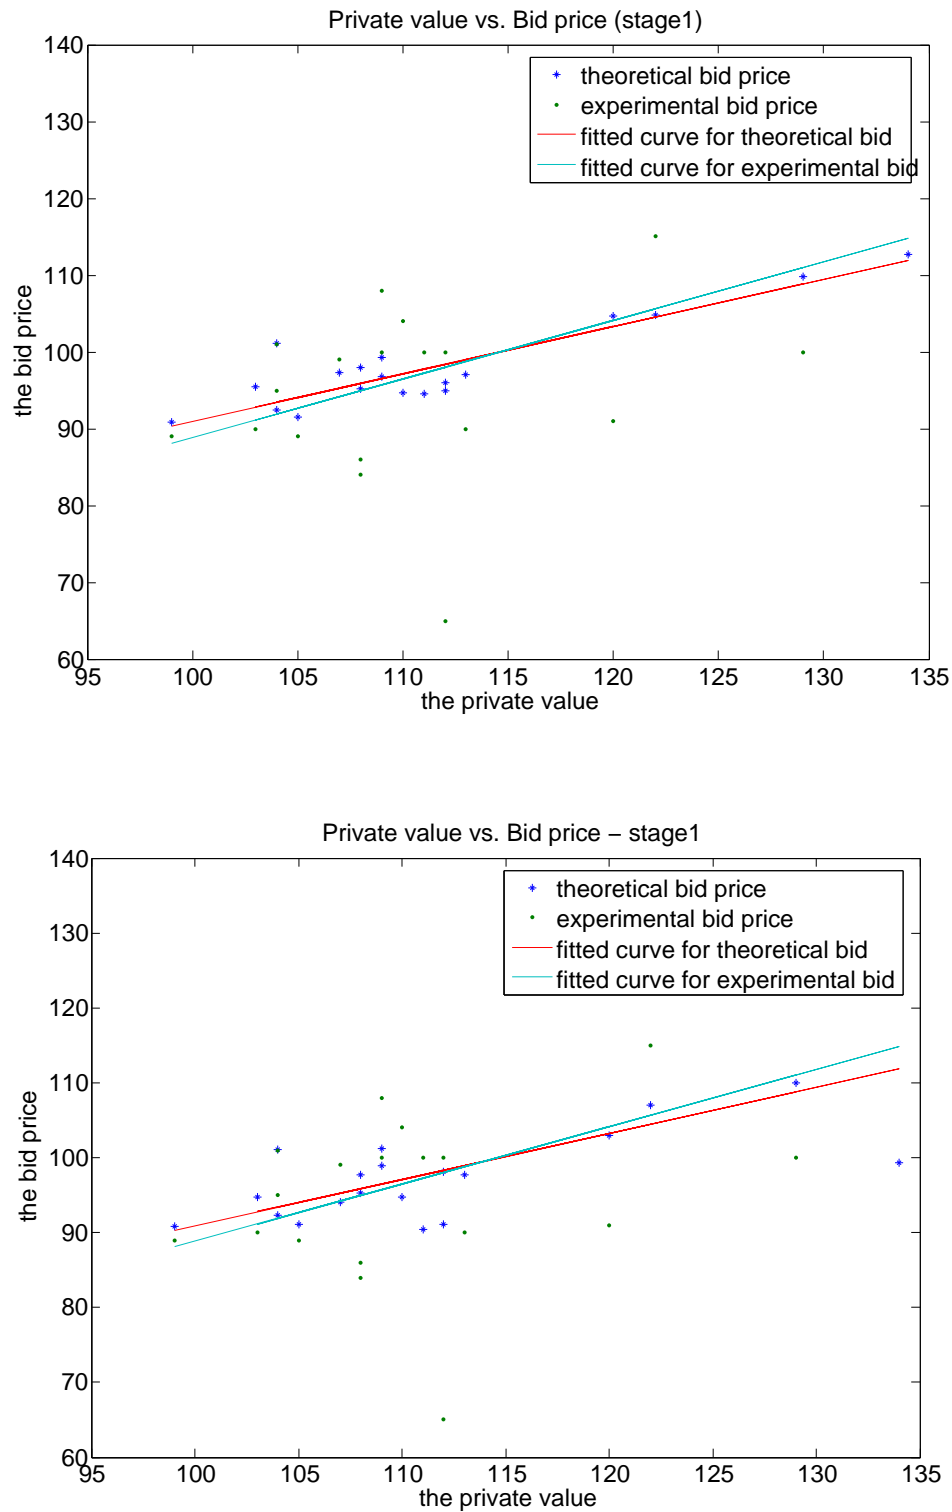 Private value vs. Bid price (stage1)
140
130
120
110
100
90
80
70
60
the bid price
theoretical bid price
experimental bid price
fitted curve for theoretical bid
fitted curve for experimental bid
95 100 105 110 115 120 125 130 135
the private value
Private value vs. Bid price – stage1
140
130
120
110
100
90
80
70
60
the bid price
theoretical bid price
experimental bid price
fitted curve for theoretical bid
fitted curve for experimental bid
95 100 105 110 115 120 125 130 135
the private value